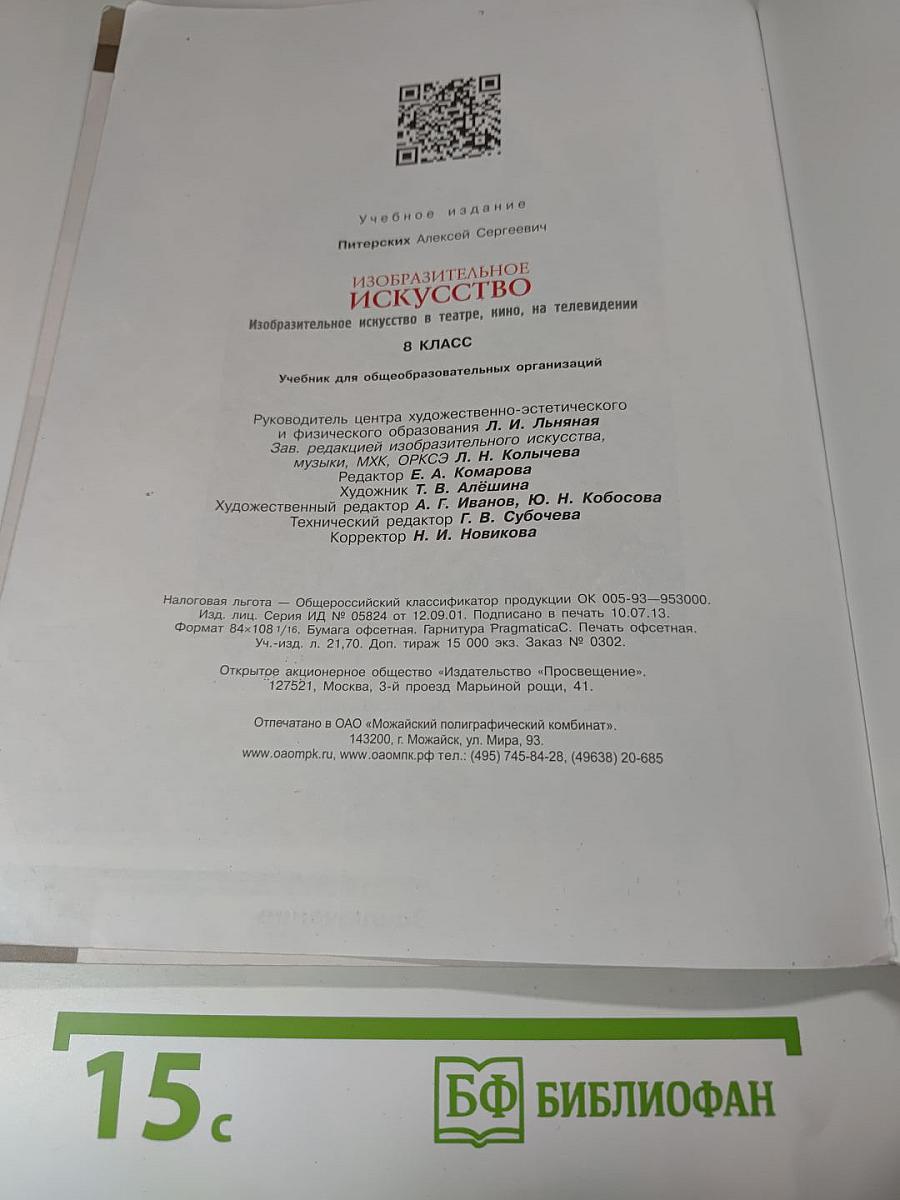 Учебное издание
Питерских Алексей Сергеевич
ИЗОБРАЗИТЕЛЬНОЕ
ИСКУССТВО
Изобразительное искусство в театре, кино, на телевидении
8 КЛАСС
Учебник для общеобразовательных организаций
Руководитель центра художественно-эстетического
и физического образования Л. И. Льняная
Зав. редакцией изобразительного искусства,
музыки, МХК, ОРКСЭ Л. Н. Колычева
Редактор Е. А. Комарова
Художник Т. В. Алёшина
Художественный редактор А. Г. Иванов, Ю. Н. Кобосова
Технический редактор Г. В. Субочева
Корректор Н. И. Новикова
Налоговая льгота — Общероссийский классификатор продукции ОК 005-93—953000.
Изд. лиц. Серия ИД № 05824 от 12.09.01. Подписано в печать 10.07.13.
Формат 84×108 1/16. Бумага офсетная. Гарнитура PragmaticaC. Печать офсетная.
Уч.-изд. л. 21,70. Доп. тираж 15 000 экз. Заказ № 0302.
Открытое акционерное общество «Издательство «Просвещение».
127521, Москва, 3-й проезд Марьиной рощи, 41.
Отпечатано в ОАО «Можайский полиграфический комбинат».
143200, г. Можайск, ул. Мира, 93.
www.oaompk.ru, www.оаомпк.рф тел.: (495) 745-84-28, (49638) 20-685
15 с
БФ БИБЛИОФАН